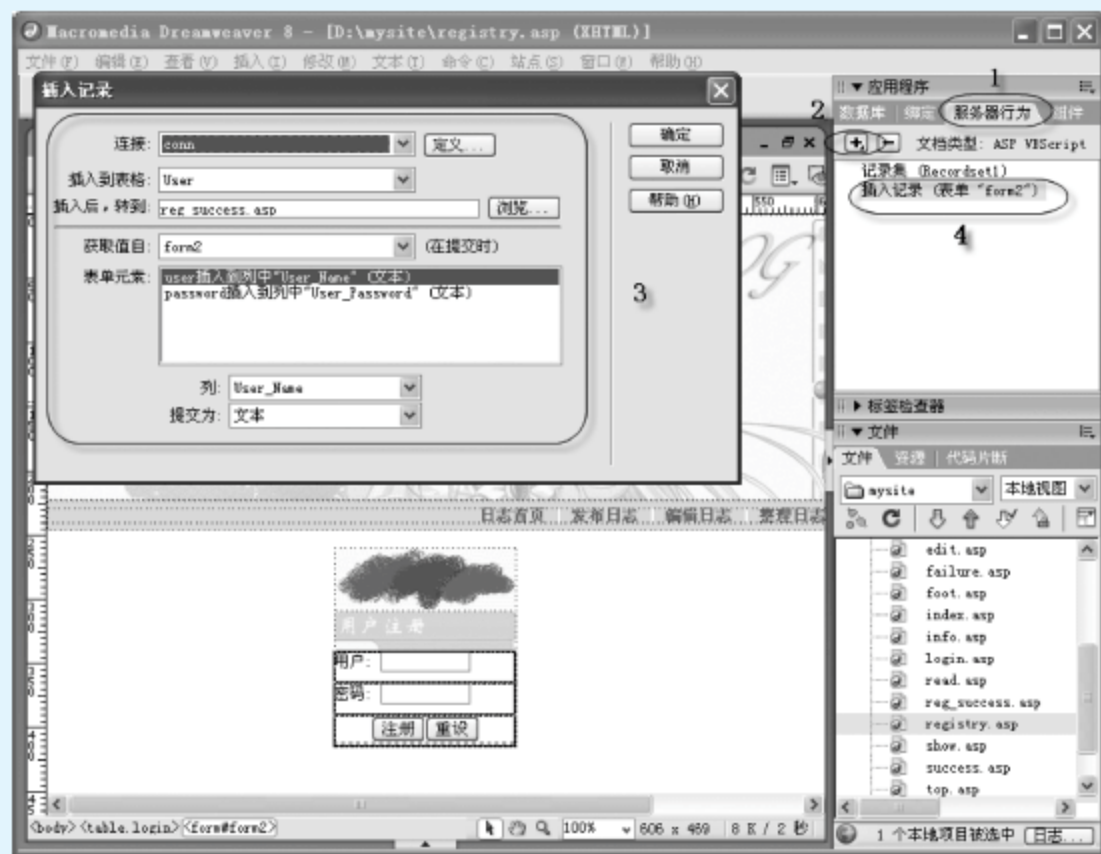 Macromedia Dreamweaver 8 - [D:\mysite\registry.asp (XHTML)]
文件(F) 编辑(E) 查看(V) 插入(I) 修改(M) 文本(T) 命令(C) 站点(S) 窗口(W) 帮助(H)
插入记录
连接: conn 定义...
插入到表格: User
插入后，转到: reg_success.asp 浏览...
获取值自: form2 (在提交时)
表单元素: user插入到列中"User_Name" (文本)
password插入到列中"User_Password" (文本)
列: User_Name
提交为: 文本
确定
取消
帮助(H)
3
1
应用程序
2
数据库 绑定 服务器行为 组件
文档类型: ASP VBScript
记录集 (Recordset1)
插入记录 (表单 "form2")
4
550
标签检查器
文件
文件 资源 代码片断
mysite 本地视图
edit.asp
failure.asp
foot.asp
index.asp
info.asp
login.asp
read.asp
reg_success.asp
registry.asp
show.asp
success.asp
top.asp
1 个本地项目被选中 日志...
日志首页 发布日志 编辑日志 整理日志
用户注册
用户:
密码:
注册 重设
<body> <table.login> <form#form2> 100% 606 x 469 8 K / 2 秒